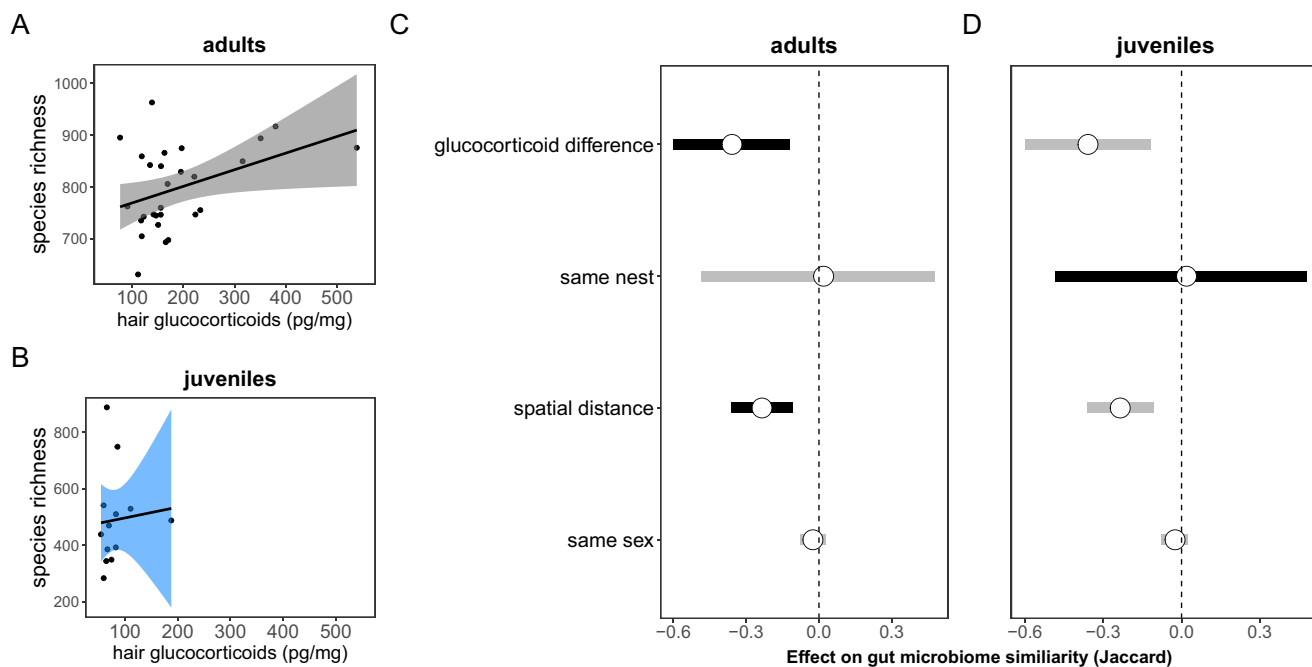 A
adults
1000
900
800
700
species richness
100 200 300 400 500
hair glucocorticoids (pg/mg)
B
juveniles
800
600
400
200
species richness
100 200 300 400 500
hair glucocorticoids (pg/mg)
C
adults
glucocorticoid difference
same nest
spatial distance
same sex
−0.6 −0.3 0.0 0.3
D
juveniles
−0.6 −0.3 0.0 0.3
Effect on gut microbiome similiarity (Jaccard)